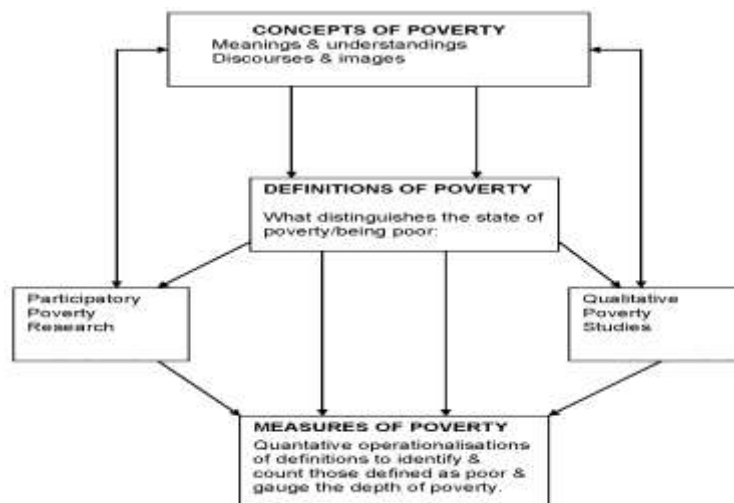 CONCEPTS OF POVERTY
Meanings & understandings
Discourses & images
DEFINITIONS OF POVERTY
What distinguishes the state of
poverty/being poor:
Participatory
Poverty
Research
Qualitative
Poverty
Studies
MEASURES OF POVERTY
Quantative operationalisations
of definitions to identify &
count those defined as poor &
gauge the depth of poverty.